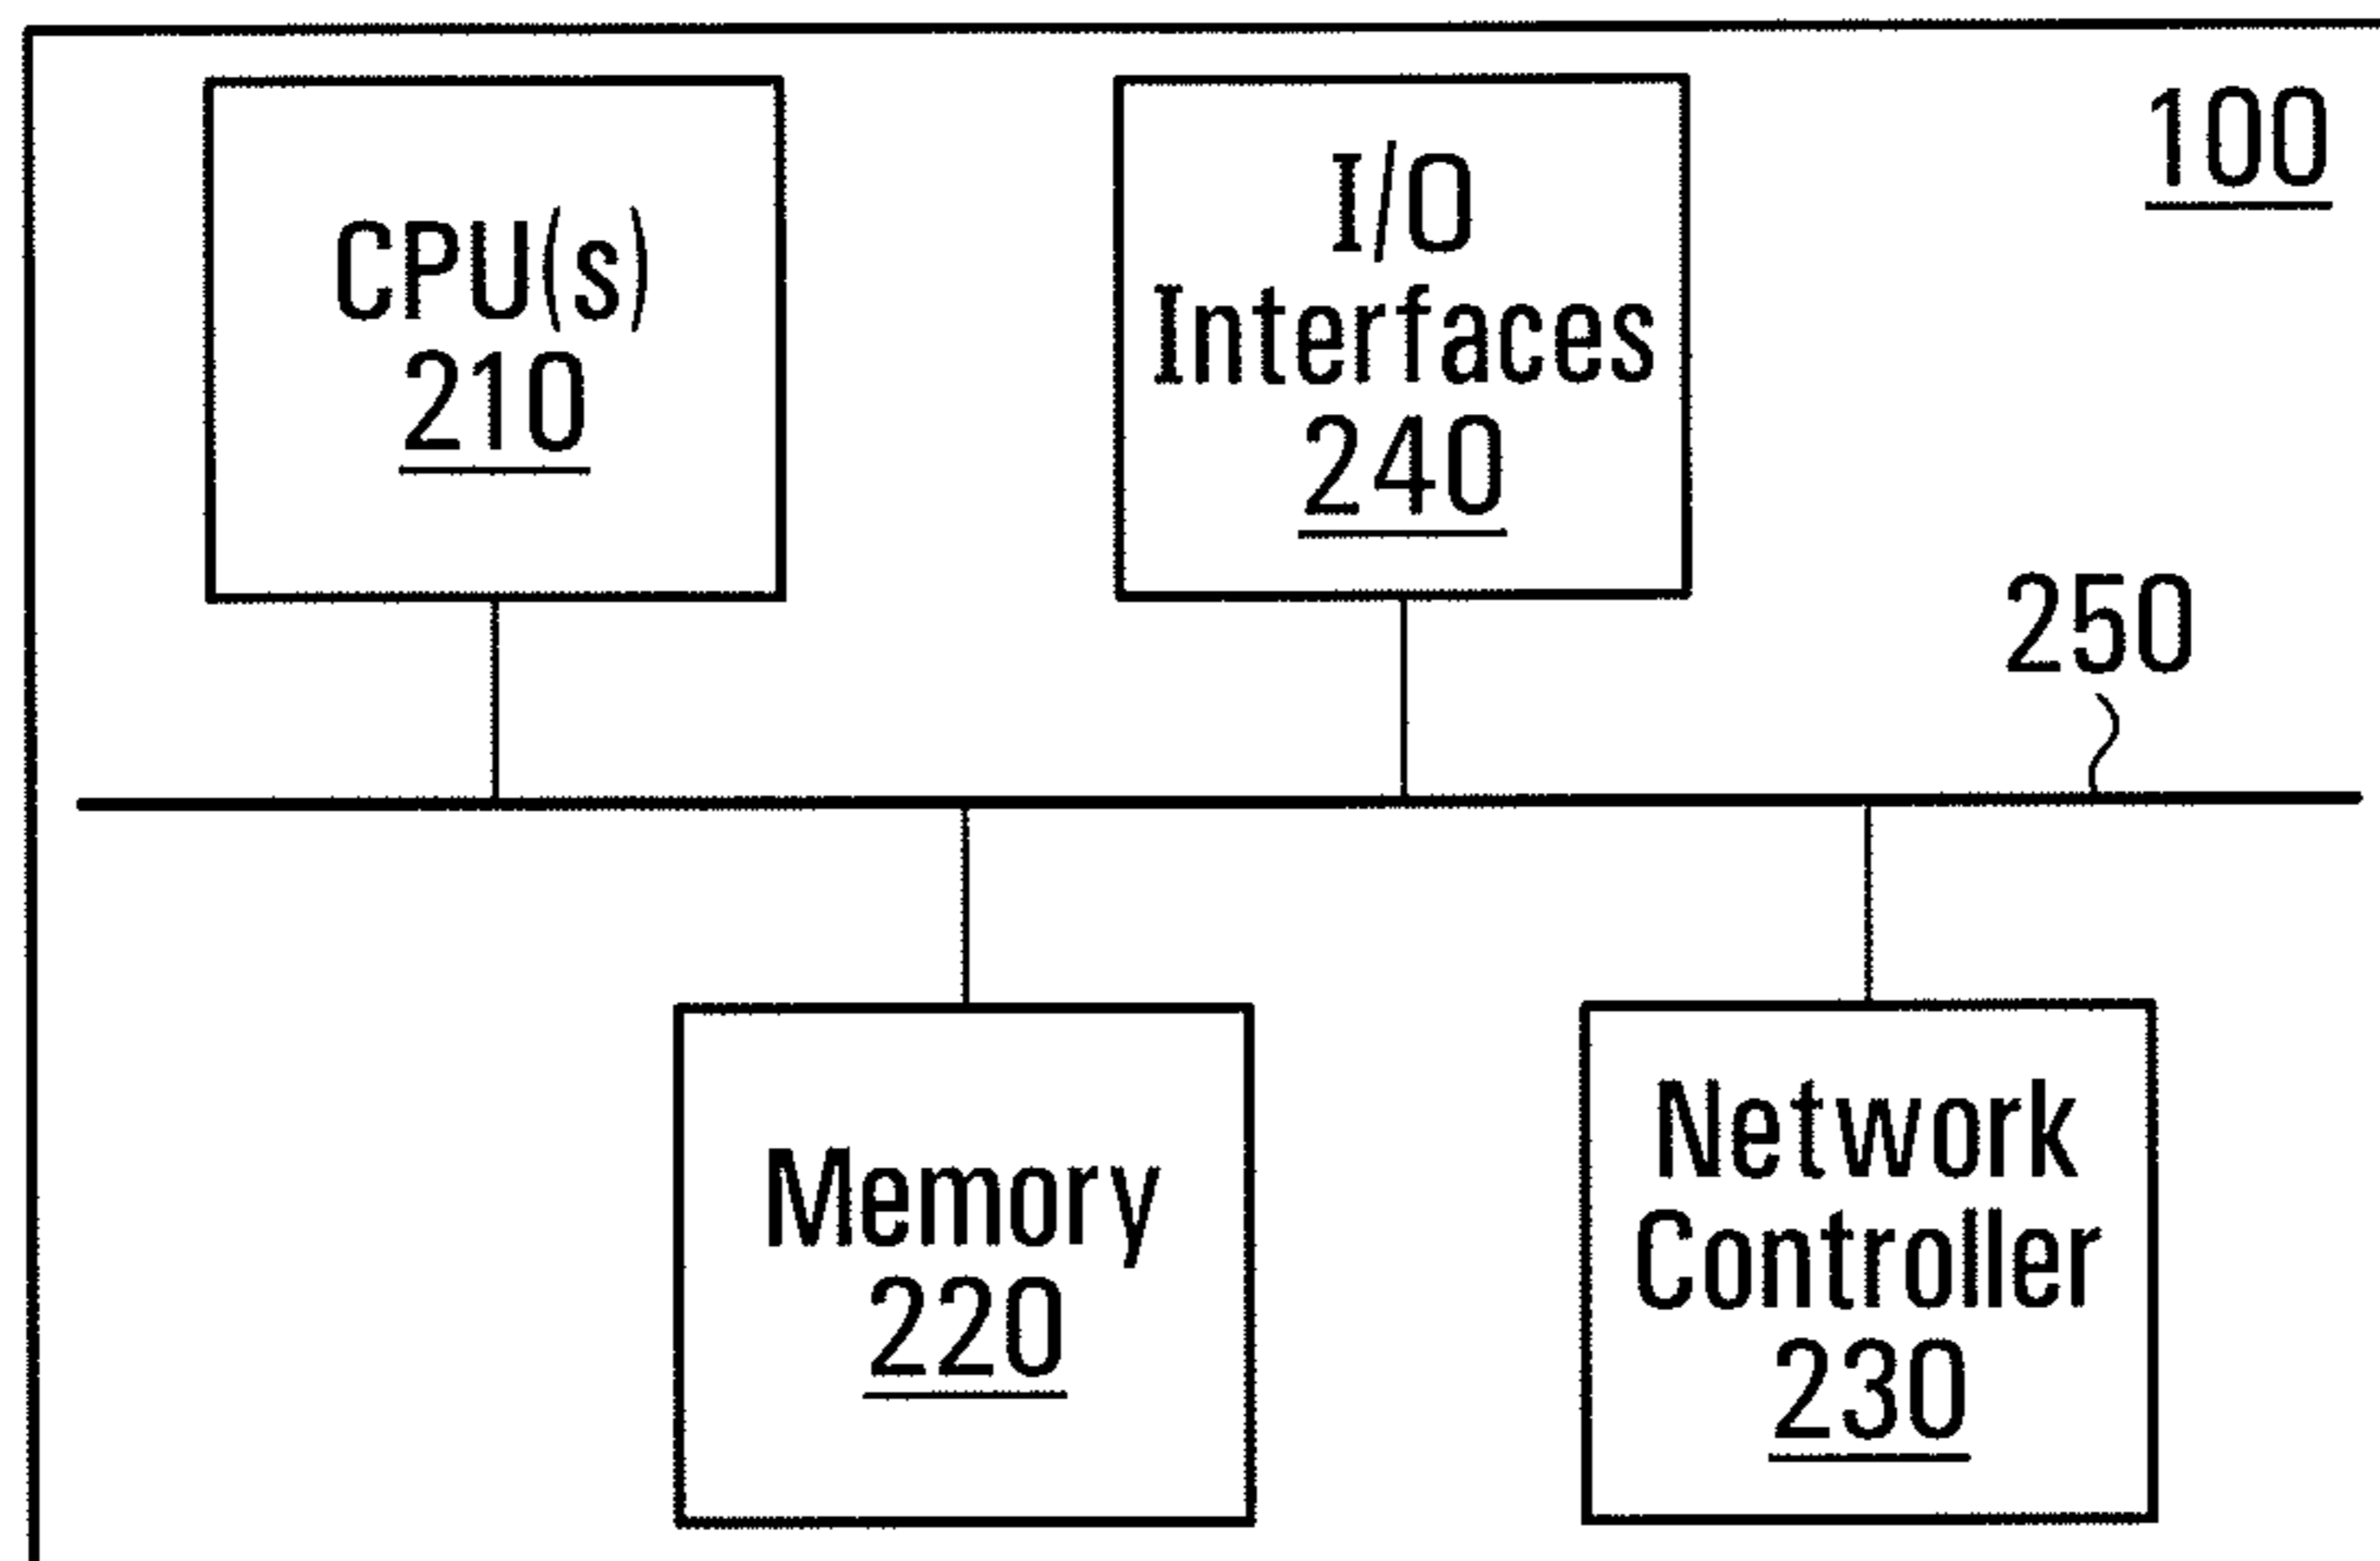 100
CPU(s)
210
I/O
Interfaces
240
250
Memory
220
Network
Controller
230